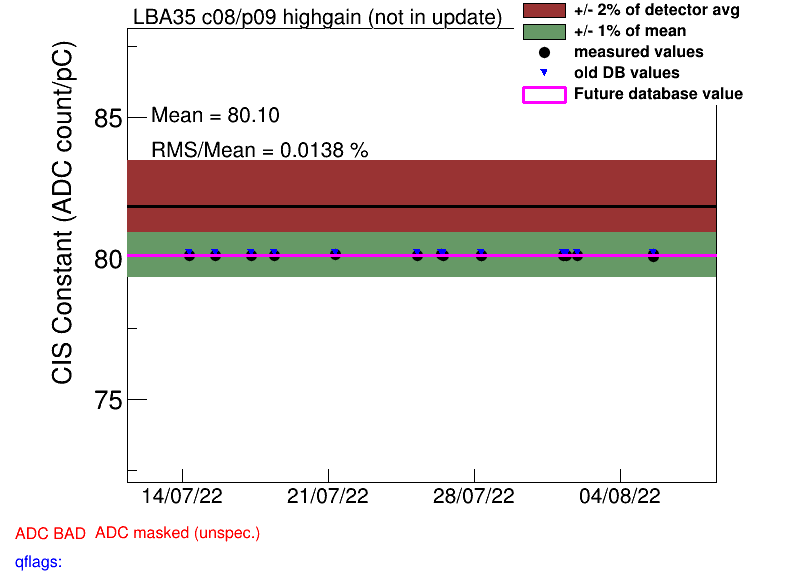 LBA35 c08/p09 highgain (not in update)
+/- 2% of detector avg
+/- 1% of mean
measured values
old DB values
Future database value
CIS Constant (ADC count/pC)
85
80
75
Mean = 80.10
RMS/Mean = 0.0138 %
14/07/22 21/07/22 28/07/22 04/08/22
ADC BAD ADC masked (unspec.)
qflags: